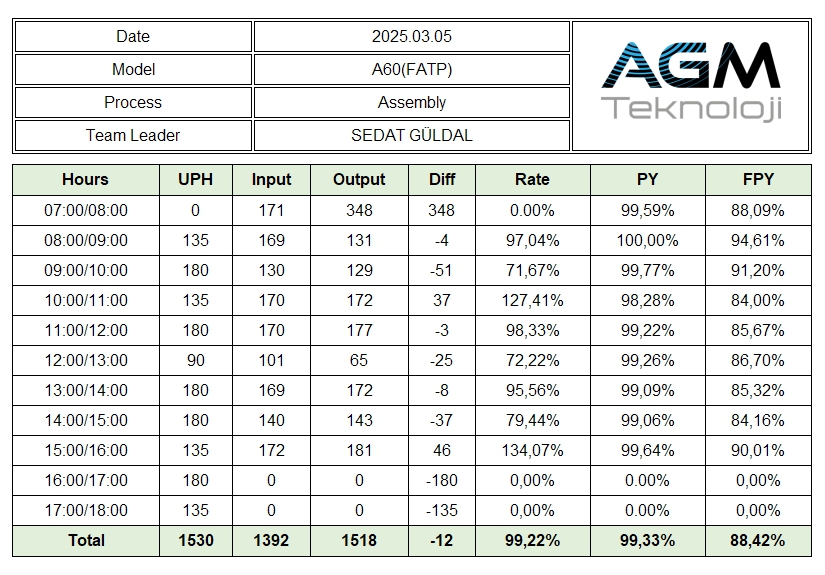 Date 2025.03.05
Model A60(FATP)
Process Assembly
Team Leader SEDAT GÜLDAL
AGM
Teknoloji
Hours UPH Input Output Diff Rate PY FPY
07:00/08:00 0 171 348 348 0.00% 99,59% 88,09%
08:00/09:00 135 169 131 -4 97,04% 100,00% 94,61%
09:00/10:00 180 130 129 -51 71,67% 99,77% 91,20%
10:00/11:00 135 170 172 37 127,41% 98,28% 84,00%
11:00/12:00 180 170 177 -3 98,33% 99,22% 85,67%
12:00/13:00 90 101 65 -25 72,22% 99,26% 86,70%
13:00/14:00 180 169 172 -8 95,56% 99,09% 85,32%
14:00/15:00 180 140 143 -37 79,44% 99,06% 84,16%
15:00/16:00 135 172 181 46 134,07% 99,64% 90,01%
16:00/17:00 180 0 0 -180 0,00% 0.00% 0,00%
17:00/18:00 135 0 0 -135 0,00% 0.00% 0,00%
Total 1530 1392 1518 -12 99,22% 99,33% 88,42%